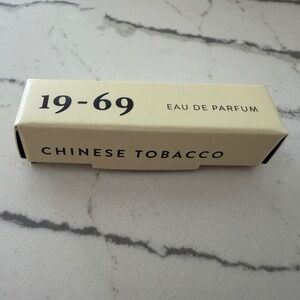 19-69
EAU DE PARFUM
CHINESE TOBACCO